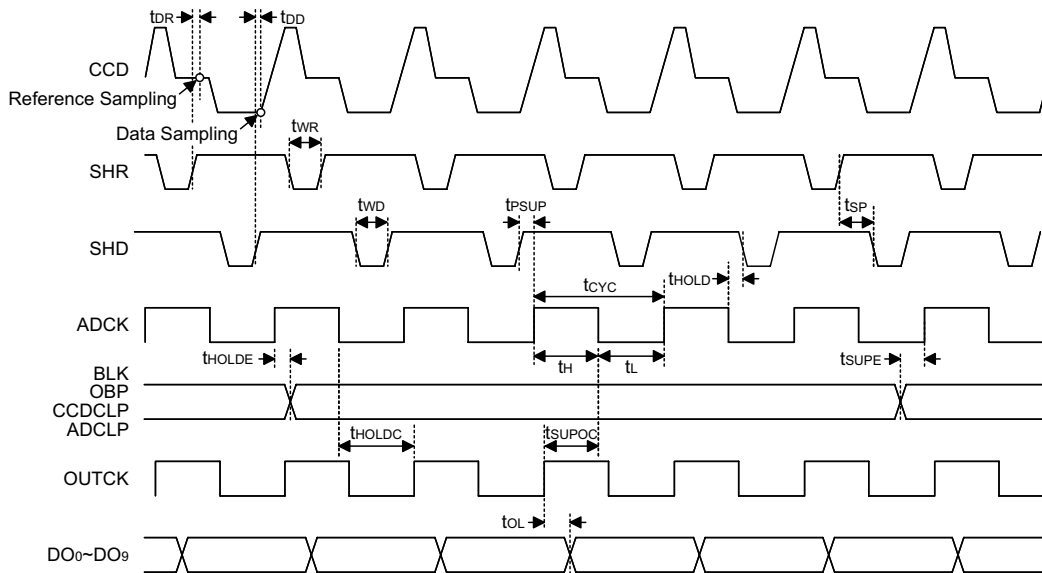 tDR
tDD
CCD
Reference Sampling
Data Sampling
tWR
SHR
tWD
tPSUP
tSP
SHD
tCYC
tHOLD
ADCK
tHOLDE
tH
tL
tSUPE
BLK
OBP
CCDCLP
ADCLP
tHOLDC
tSUPOC
OUTCK
tOL
DO0~DO9